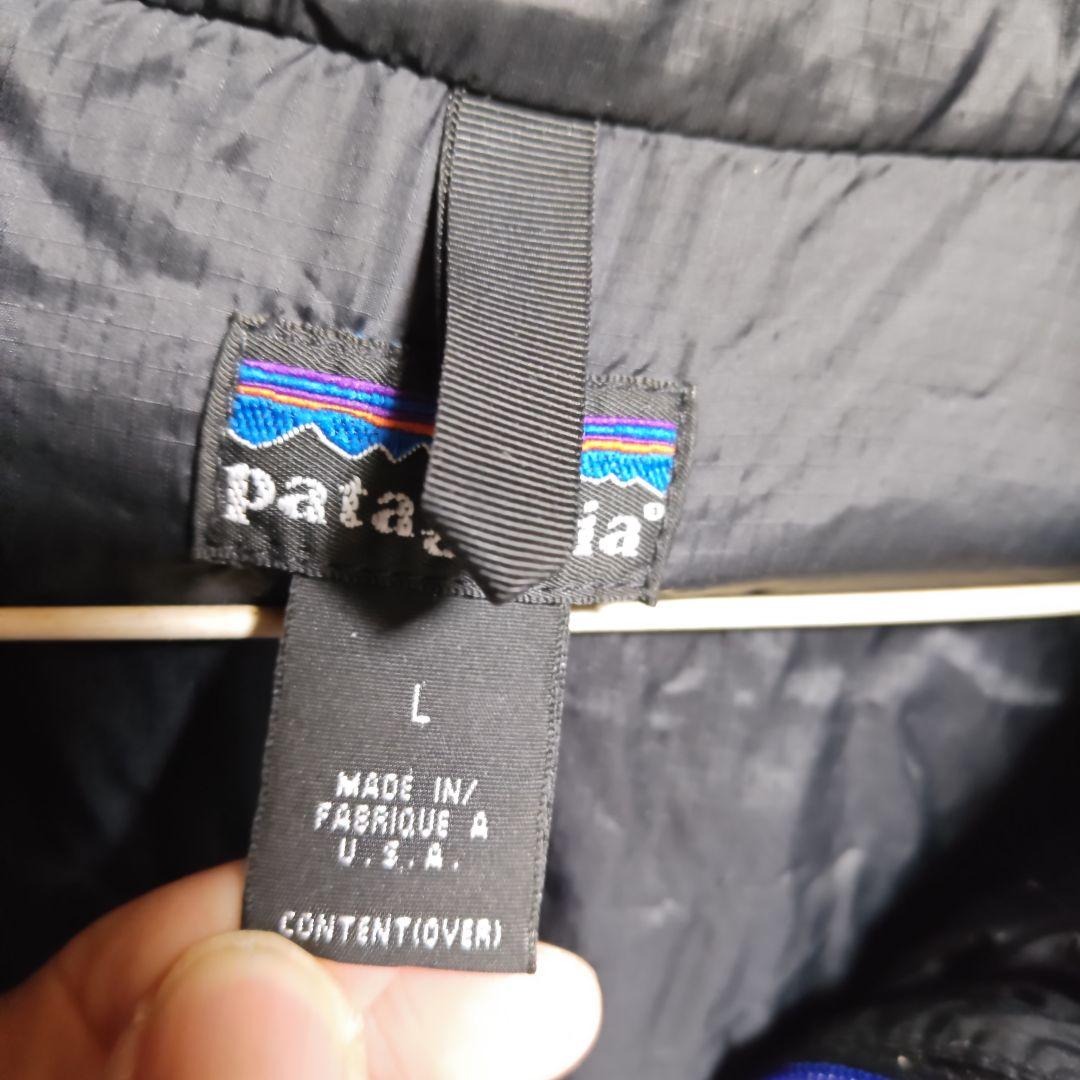 pata ia®
L
MADE IN/
FABRIQUE A
U.S.A.
CONTENT(OVER)